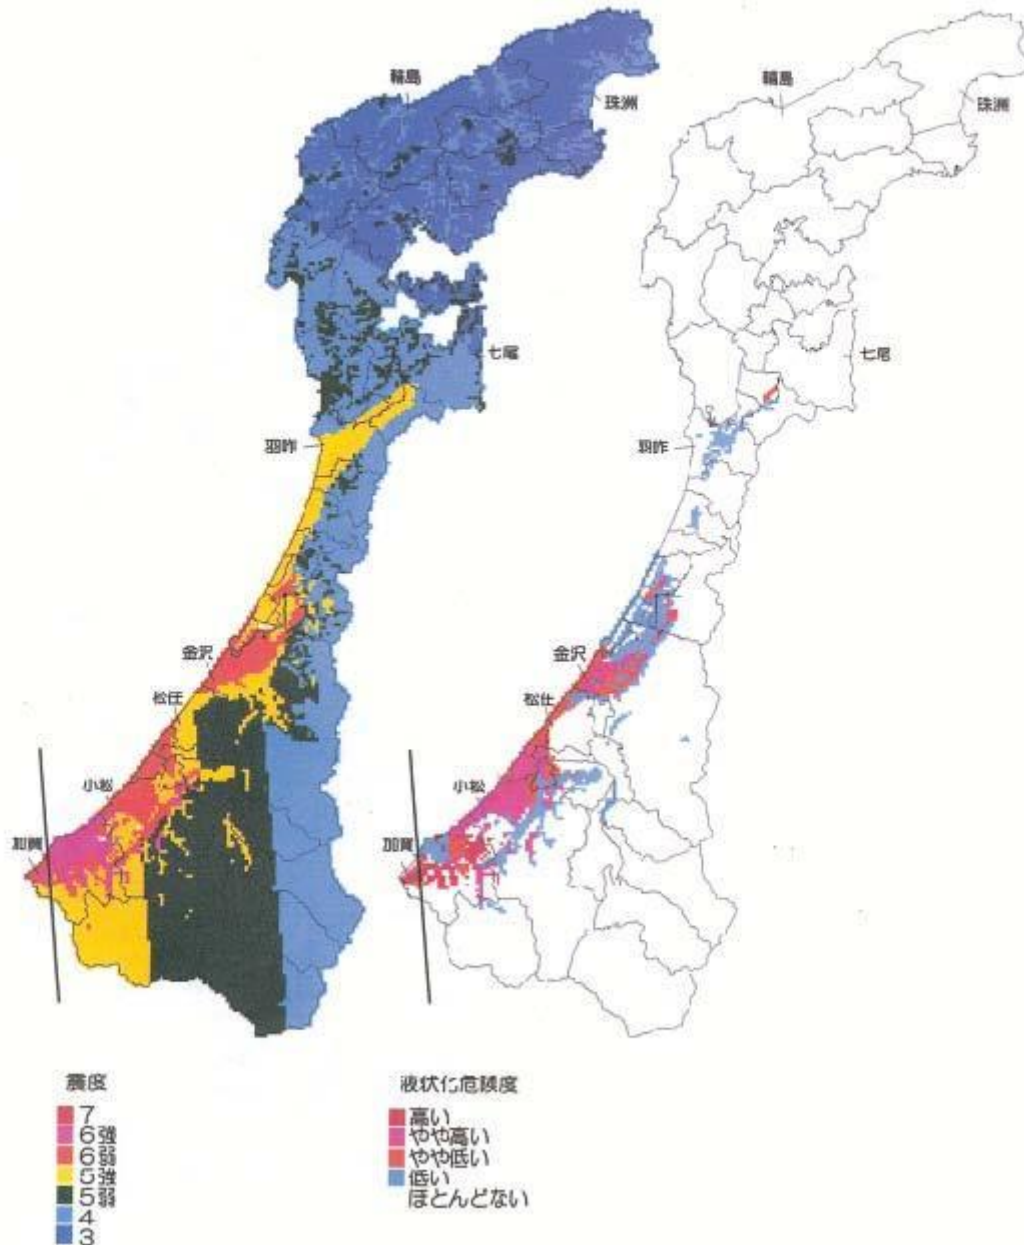 輪島
珠洲
七尾
羽咋
金沢
松任
小松
加賀
輪島
珠洲
七尾
羽咋
金沢
松任
小松
加賀
震度
7
6強
6弱
5強
5弱
4
3
液状化危険度
高い
やや高い
やや低い
低い
ほとんどない